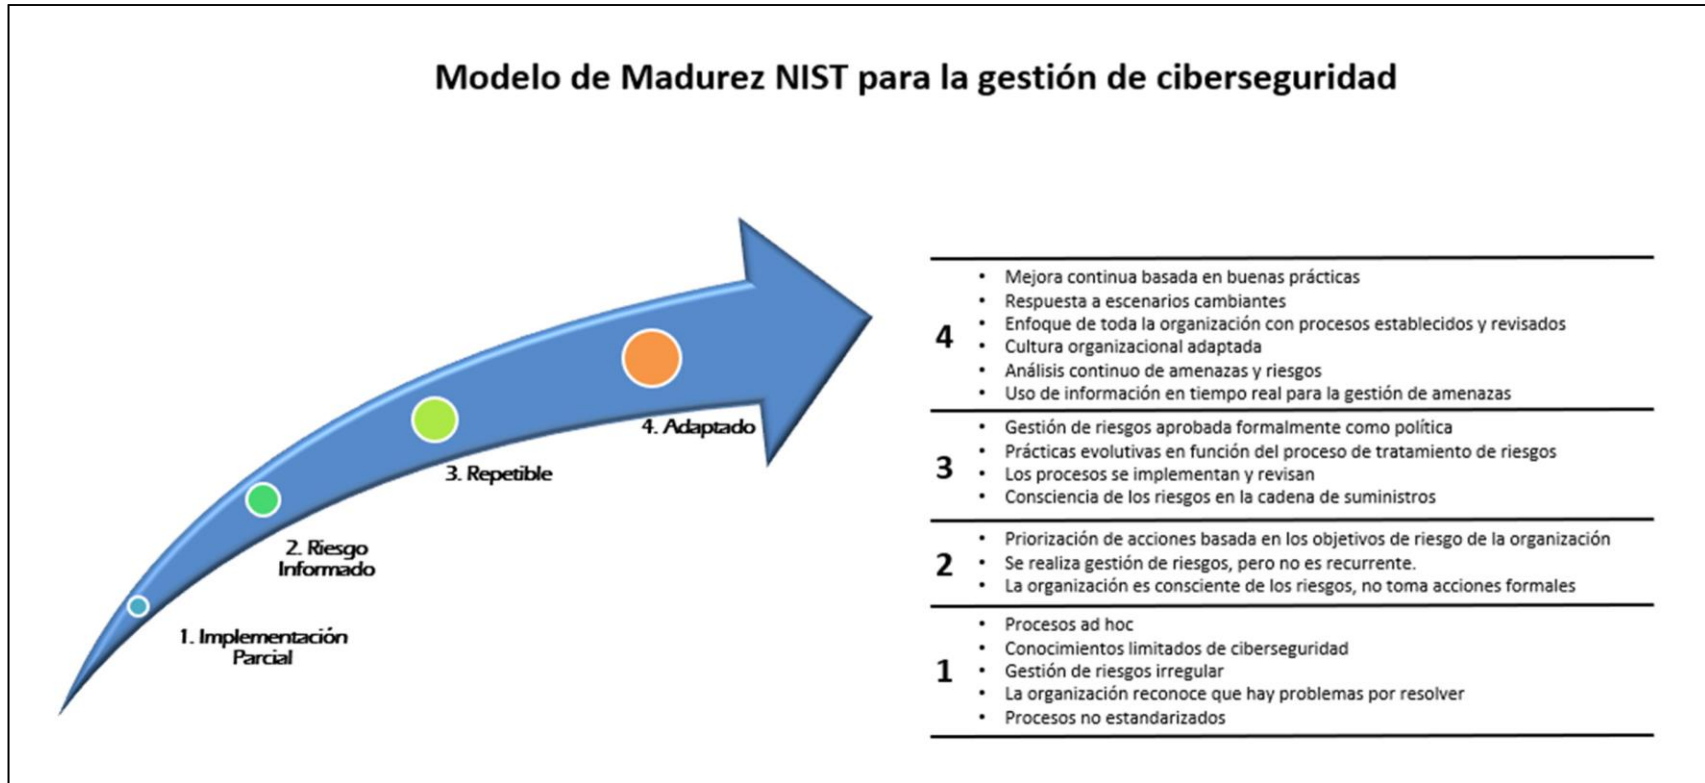 Modelo de Madurez NIST para la gestión de ciberseguridad
4. Adaptado
3. Repetible
2. Riesgo
Informado
1. Implementación
Parcial
4
• Mejora continua basada en buenas prácticas
• Respuesta a escenarios cambiantes
• Enfoque de toda la organización con procesos establecidos y revisados
• Cultura organizacional adaptada
• Análisis continuo de amenazas y riesgos
• Uso de información en tiempo real para la gestión de amenazas
3
• Gestión de riesgos aprobada formalmente como política
• Prácticas evolutivas en función del proceso de tratamiento de riesgos
• Los procesos se implementan y revisan
• Consciencia de los riesgos en la cadena de suministros
2
• Priorización de acciones basada en los objetivos de riesgo de la organización
• Se realiza gestión de riesgos, pero no es recurrente.
• La organización es consciente de los riesgos, no toma acciones formales
1
• Procesos ad hoc
• Conocimientos limitados de ciberseguridad
• Gestión de riesgos irregular
• La organización reconoce que hay problemas por resolver
• Procesos no estandarizados